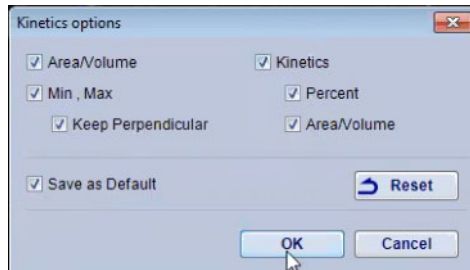 Kinetics options
Area/Volume
Kinetics
Min , Max
Percent
Keep Perpendicular
Area/Volume
Save as Default
Reset
OK
Cancel